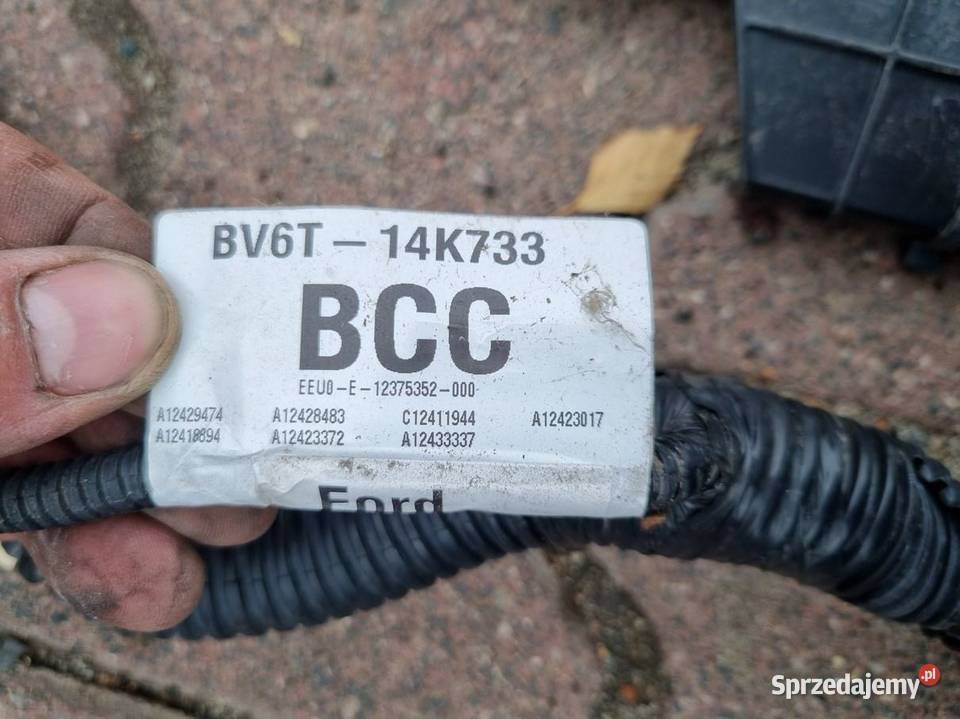 BV6T - 14K733
BCC
EEU0-E-12375352-000
A12429474 A12428483 C12411944 A12423017
A12418894 A12423372 A12433337
Ford
Sprzedajemy.pl